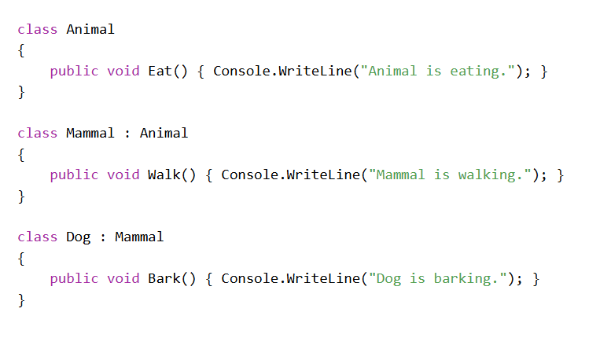 class Animal
{
    public void Eat() { Console.WriteLine("Animal is eating."); }
}

class Mammal : Animal
{
    public void Walk() { Console.WriteLine("Mammal is walking."); }
}

class Dog : Mammal
{
    public void Bark() { Console.WriteLine("Dog is barking."); }
}